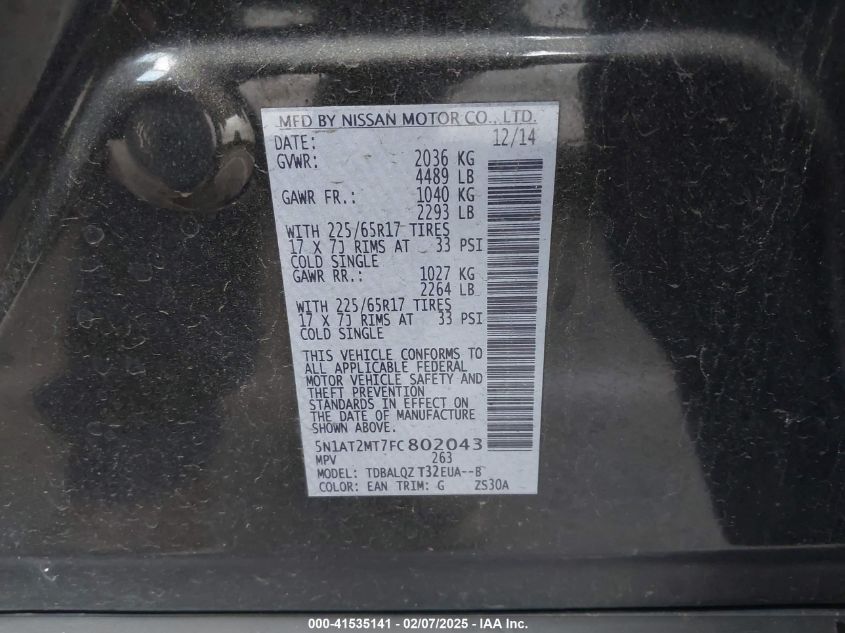 MFD BY NISSAN MOTOR CO., LTD.
DATE: 12/14
GVWR: 2036 KG
4489 LB
GAWR FR.: 1040 KG
2293 LB
WITH 225/65R17 TIRES
17 X 7J RIMS AT 33 PSI
COLD SINGLE
GAWR RR.: 1027 KG
2264 LB
WITH 225/65R17 TIRES
17 X 7J RIMS AT 33 PSI
COLD SINGLE
THIS VEHICLE CONFORMS TO
ALL APPLICABLE FEDERAL
MOTOR VEHICLE SAFETY AND
THEFT PREVENTION
STANDARDS IN EFFECT ON
THE DATE OF MANUFACTURE
SHOWN ABOVE.
5N1AT2MT7FC802043
MPV 263
MODEL: TDBALQZ T32EUA--B
COLOR: EAN TRIM: G ZS30A
000-41535141 - 02/07/2025 - IAA, Inc.